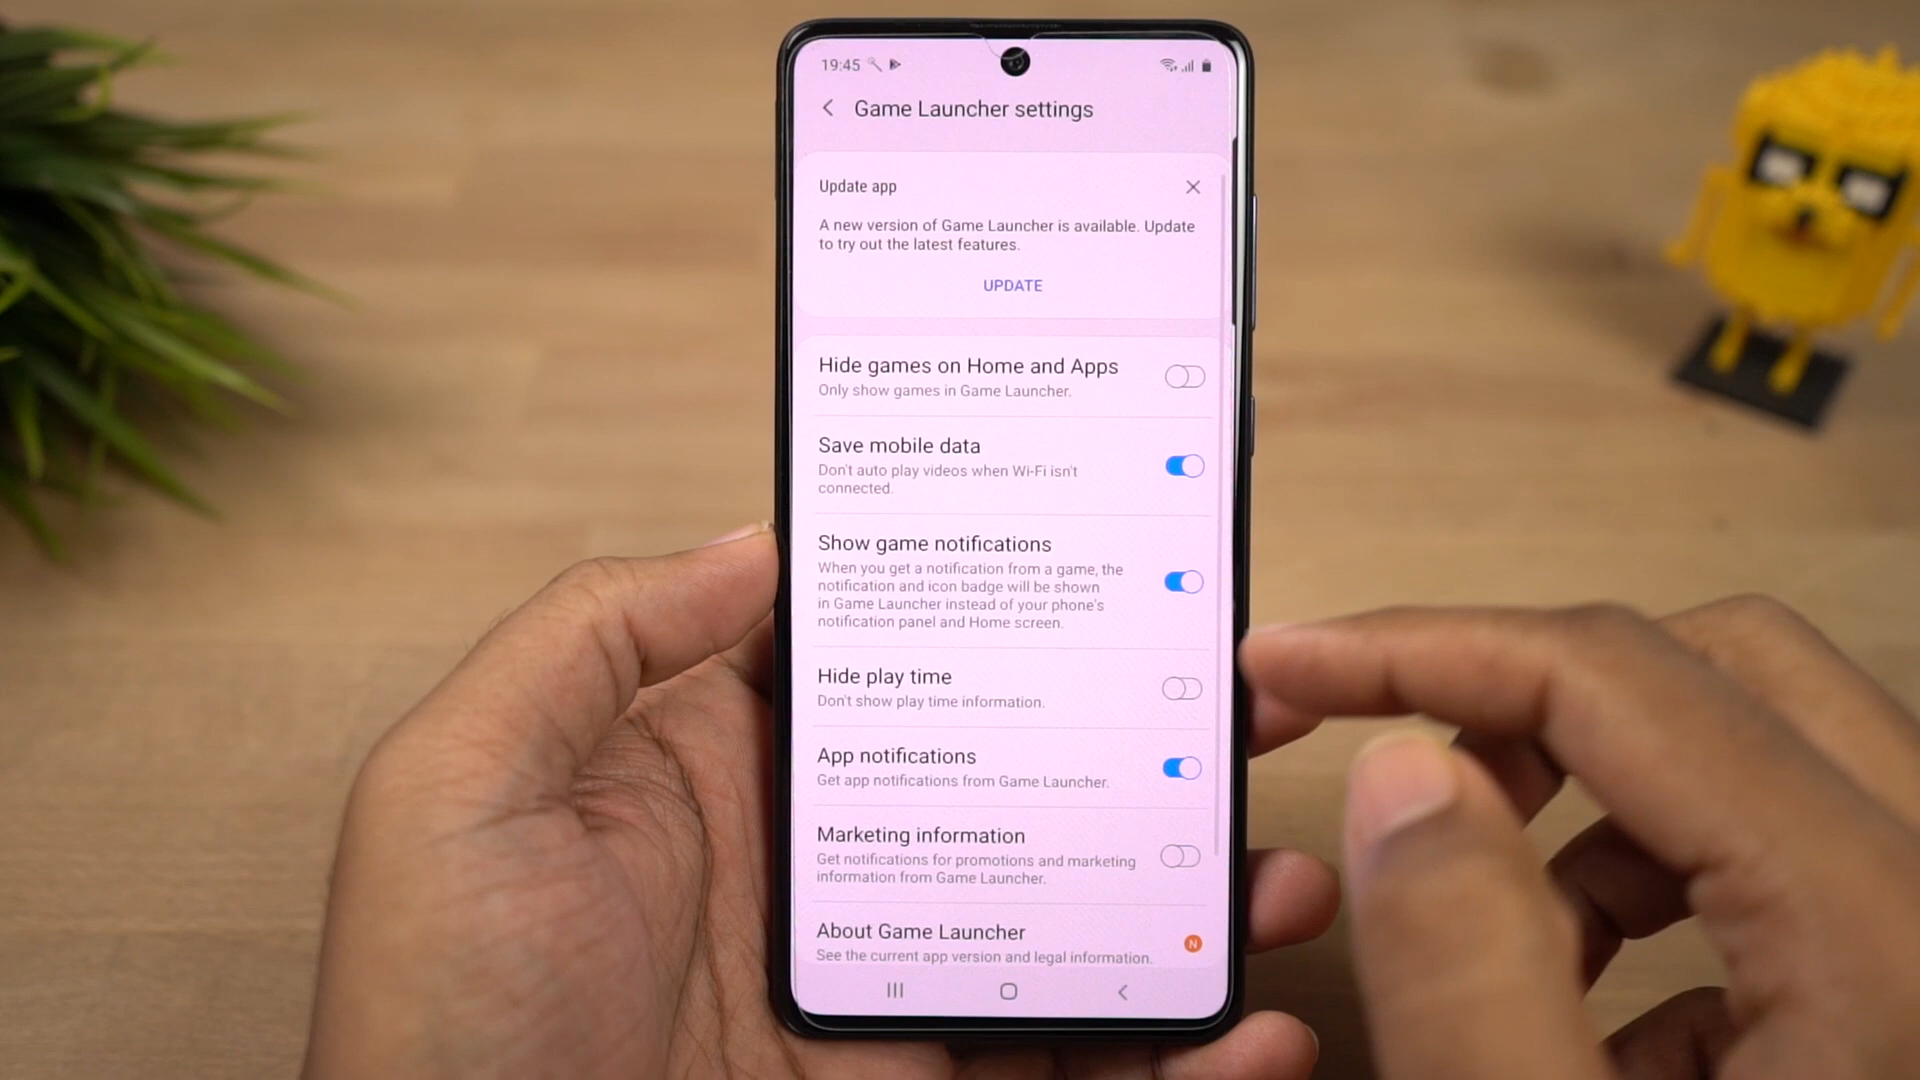 19:45
Game Launcher settings
Update app
A new version of Game Launcher is available. Update
to try out the latest features.
UPDATE
Hide games on Home and Apps
Only show games in Game Launcher.
Save mobile data
Don't auto play videos when Wi-Fi isn't
connected.
Show game notifications
When you get a notification from a game, the
notification and icon badge will be shown
in Game Launcher instead of your phone's
notification panel and Home screen.
Hide play time
Don't show play time information.
App notifications
Get app notifications from Game Launcher.
Marketing information
Get notifications for promotions and marketing
information from Game Launcher.
About Game Launcher
N
See the current app version and legal information.